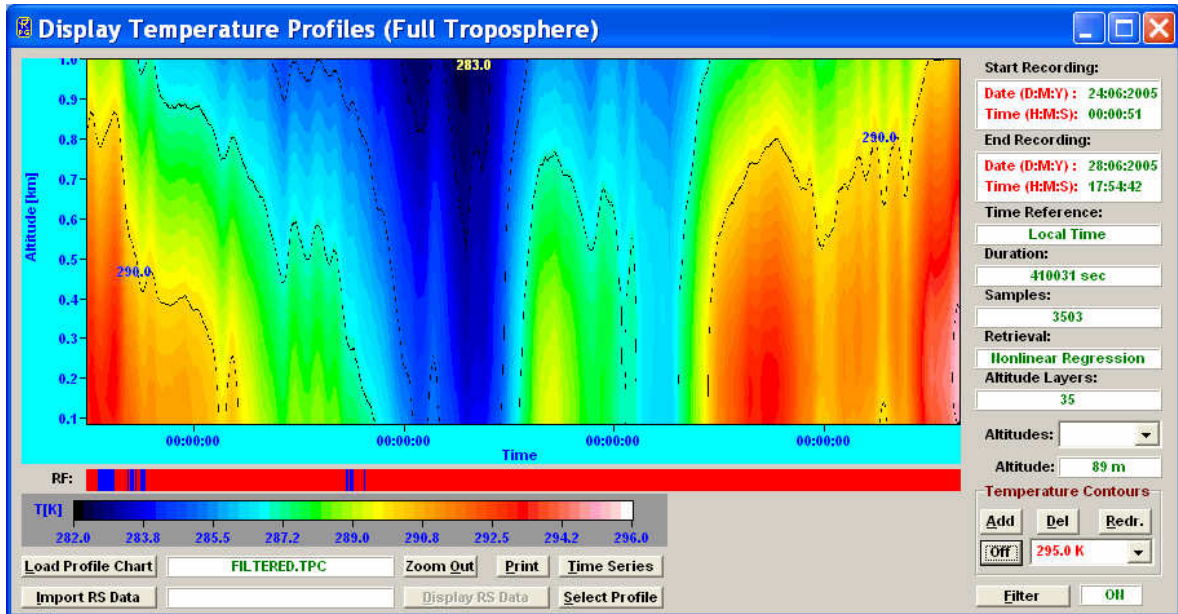 Display Temperature Profiles (Full Troposphere)
1.0
283.0
0.9
0.8
290.0
0.7
0.6
0.5
290.0
0.4
0.3
0.2
0.1
Altitude [km]
00:00:00 00:00:00 00:00:00 00:00:00
Time
RF:
T[K]
282.0 283.8 285.5 287.2 289.0 290.8 292.5 294.2 296.0
Load Profile Chart FILTERED.TPC Zoom Out Print Time Series
Import RS Data Display RS Data Select Profile
Start Recording:
Date (D:M:Y) : 24:06:2005
Time (H:M:S): 00:00:51
End Recording:
Date (D:M:Y) : 28:06:2005
Time (H:M:S): 17:54:42
Time Reference:
Local Time
Duration:
410031 sec
Samples:
3503
Retrieval:
Nonlinear Regression
Altitude Layers:
35
Altitudes:
Altitude: 89 m
Temperature Contours
Add Del Redr.
Off 295.0 K
Filter ON